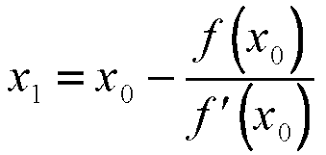 x₁ = x₀ − f(x₀) / f′(x₀)